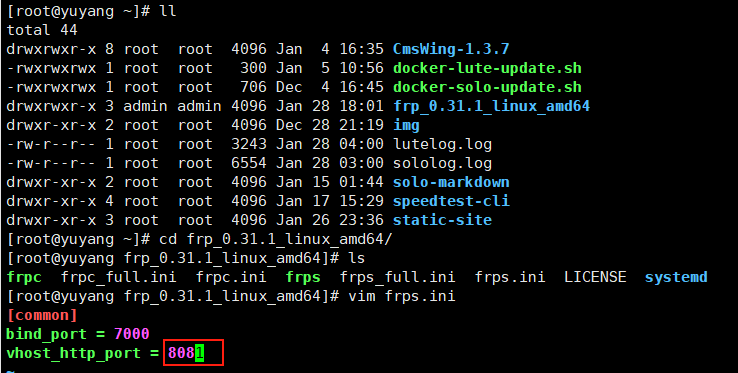 [root@yuyang ~]# ll
total 44
drwxrwxr-x 8 root  root  4096 Jan  4 16:35 CmsWing-1.3.7
-rwxrwxrwx 1 root  root   300 Jan  5 10:56 docker-lute-update.sh
-rwxrwxrwx 1 root  root   706 Dec  4 16:45 docker-solo-update.sh
drwxrwxr-x 3 admin admin 4096 Jan 28 18:01 frp_0.31.1_linux_amd64
drwxr-xr-x 2 root  root  4096 Dec 28 21:19 img
-rw-r--r-- 1 root  root  3243 Jan 28 04:00 lutelog.log
-rw-r--r-- 1 root  root  6554 Jan 28 03:00 sololog.log
drwxr-xr-x 2 root  root  4096 Jan 15 01:44 solo-markdown
drwxr-xr-x 4 root  root  4096 Jan 17 15:29 speedtest-cli
drwxr-xr-x 3 root  root  4096 Jan 26 23:36 static-site
[root@yuyang ~]# cd frp_0.31.1_linux_amd64/
[root@yuyang frp_0.31.1_linux_amd64]# ls
frpc  frpc_full.ini  frpc.ini  frps  frps_full.ini  frps.ini  LICENSE  systemd
[root@yuyang frp_0.31.1_linux_amd64]# vim frps.ini
[common]
bind_port = 7000
vhost_http_port = 8081
~